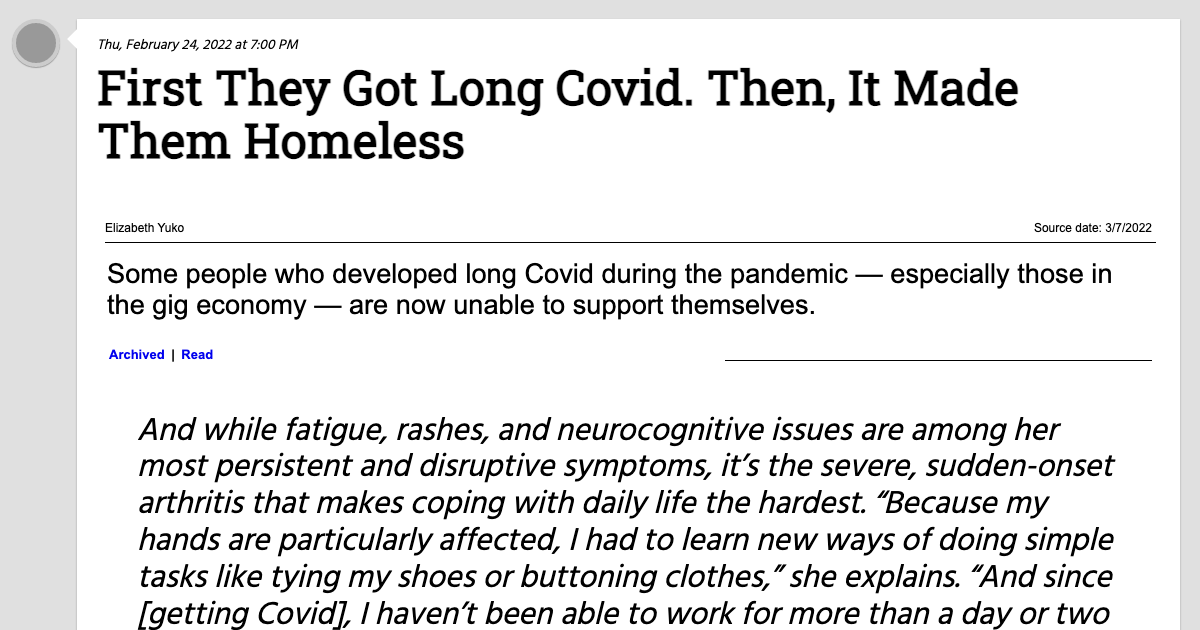 Thu, February 24, 2022 at 7:00 PM
First They Got Long Covid. Then, It Made
Them Homeless
Elizabeth Yuko
Source date: 3/7/2022
Some people who developed long Covid during the pandemic — especially those in
the gig economy — are now unable to support themselves.
Archived | Read
And while fatigue, rashes, and neurocognitive issues are among her
most persistent and disruptive symptoms, it’s the severe, sudden-onset
arthritis that makes coping with daily life the hardest. “Because my
hands are particularly affected, I had to learn new ways of doing simple
tasks like tying my shoes or buttoning clothes,” she explains. “And since
[getting Covid], I haven’t been able to work for more than a day or two